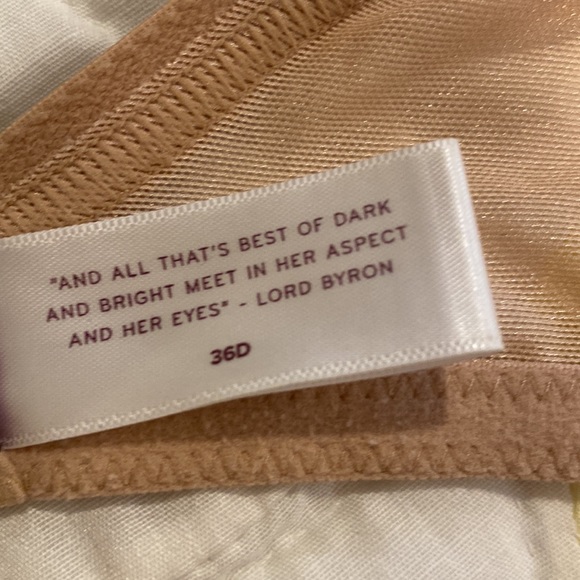 "AND ALL THAT'S BEST OF DARK
AND BRIGHT MEET IN HER ASPECT
AND HER EYES" - LORD BYRON
36D